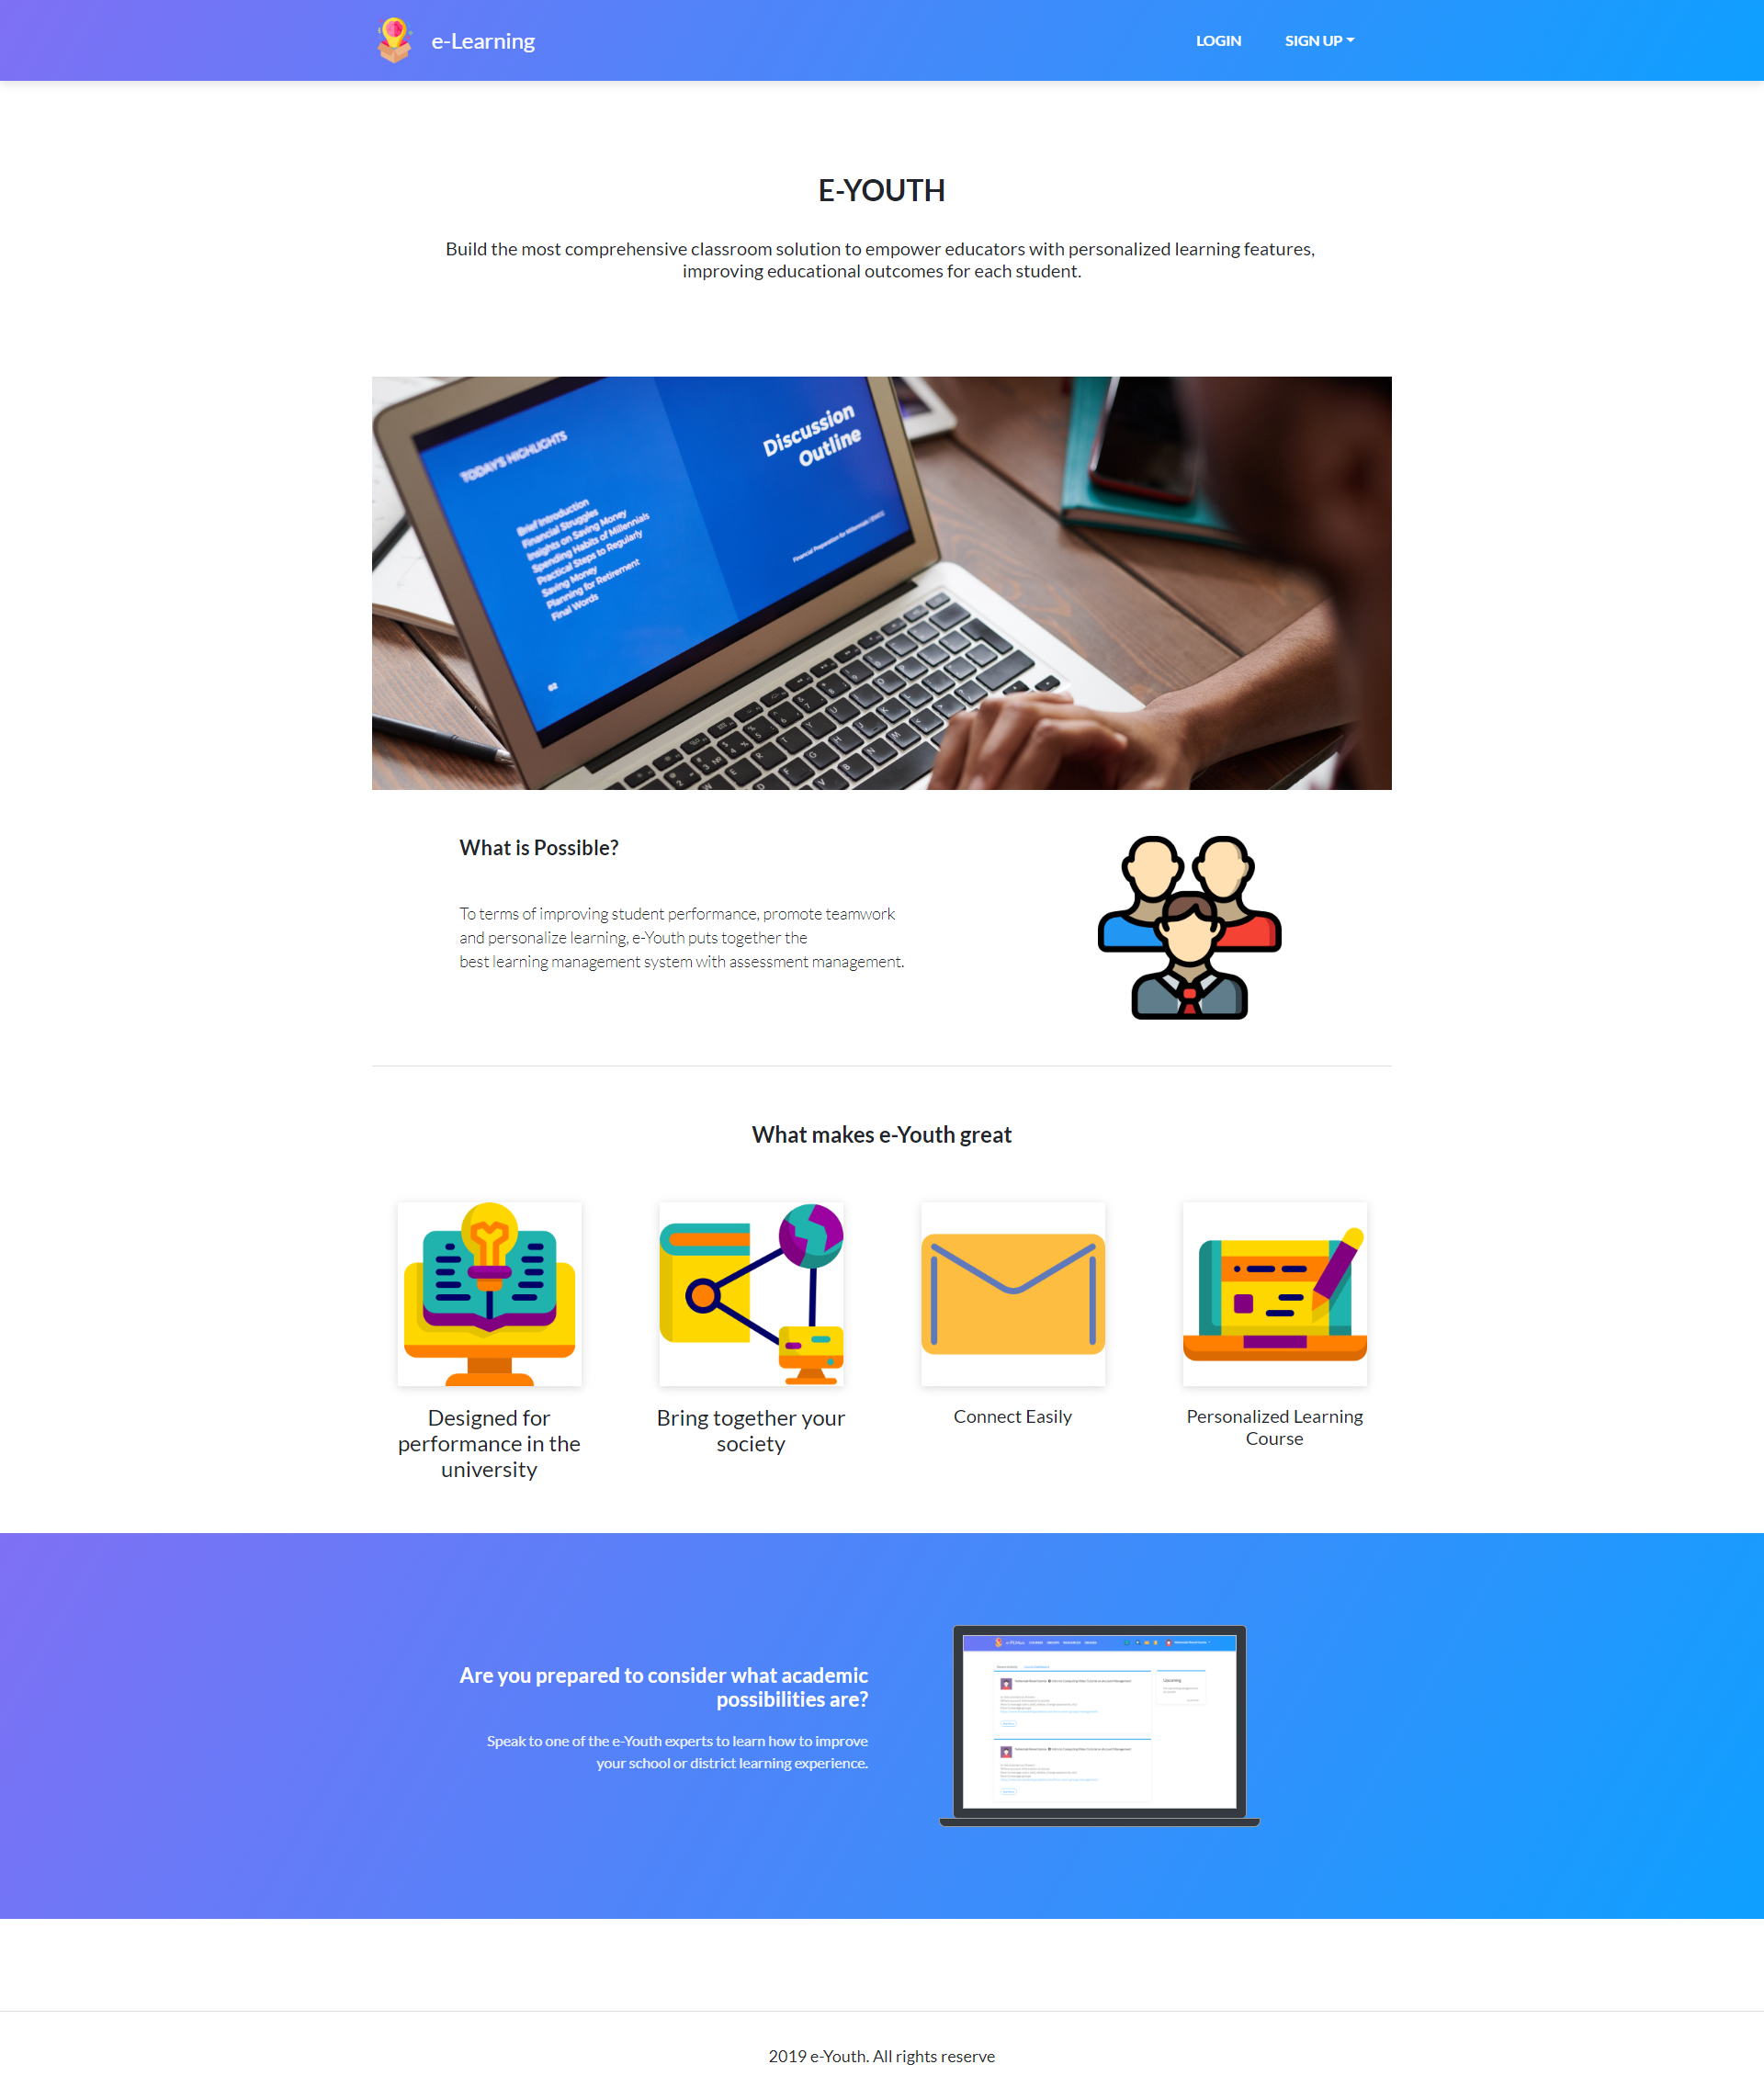 e-Learning
LOGIN
SIGN UP
E-YOUTH
Build the most comprehensive classroom solution to empower educators with personalized learning features,
improving educational outcomes for each student.
TODAY'S HIGHLIGHTS
Brief Introduction
Financial Struggles
Insights on Saving Money
Spending Habits of Millennials
Practical Steps to Regularly
Saving Money
Planning for Retirement
Final Words
Discussion
Outline
What is Possible?
To terms of improving student performance, promote teamwork
and personalize learning, e-Youth puts together the
best learning management system with assessment management.
What makes e-Youth great
Designed for
performance in the
university
Bring together your
society
Connect Easily
Personalized Learning
Course
Are you prepared to consider what academic
possibilities are?
Speak to one of the e-Youth experts to learn how to improve
your school or district learning experience.
Upcoming
2019 e-Youth. All rights reserve